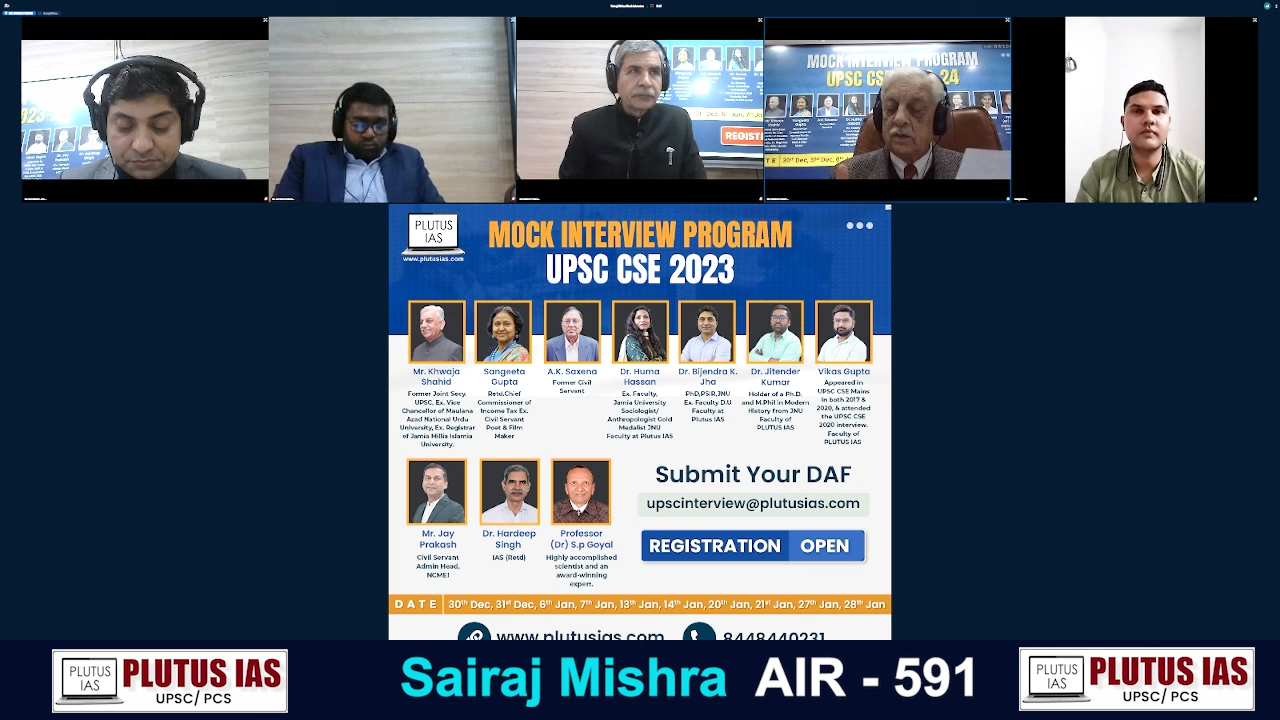 MOCK INTERVIEW PROGRAM
UPSC CSE
24
REGIST
30th Dec, 31st Dec, 6th
PLUTUS
IAS
www.plutusias.com
MOCK INTERVIEW PROGRAM
UPSC CSE 2023
Mr. Khwaja
Shahid
Former Joint Secy.
UPSC, Ex. Vice
Chancellor of Maulana
Azad National Urdu
University, Ex. Registrar
of Jamia Millia Islamia
University.
Sangeeta
Gupta
Retd.Chief
Commissioner of
Income Tax Ex.
Civil Servant
Poet & Film
Maker
A.K. Saxena
Former Civil
Servant
Dr. Huma
Hassan
Ex. Faculty,
Jamia University
Sociologist/
Anthropologist Gold
Medalist JNU
Faculty at Plutus IAS
Dr. Bijendra K.
Jha
PhD,PSIR,JNU
Ex. Faculty D.U
Faculty at
Plutus IAS
Dr. Jitender
Kumar
Holder of a Ph.D.
and M.Phil in Modern
History from JNU
Faculty of
PLUTUS IAS
Vikas Gupta
Appeared in
UPSC CSE Mains
in both 2017 &
2020, & attended
the UPSC CSE
2020 interview.
Faculty of
PLUTUS IAS
Mr. Jay
Prakash
Civil Servant
Admin Head,
NCMEI
Dr. Hardeep
Singh
IAS (Retd)
Professor
(Dr) S.p Goyal
Highly accomplished
scientist and an
award-winning
expert.
Submit Your DAF
upscinterview@plutusias.com
REGISTRATION OPEN
DATE 30th Dec, 31st Dec, 6th Jan, 7th Jan, 13th Jan, 14th Jan, 20th Jan, 21st Jan, 27th Jan, 28th Jan
www.plutusias.com 8448440231
PLUTUS
IAS
PLUTUS IAS
UPSC/ PCS
Sairaj Mishra AIR - 591
PLUTUS
IAS
PLUTUS IAS
UPSC/ PCS